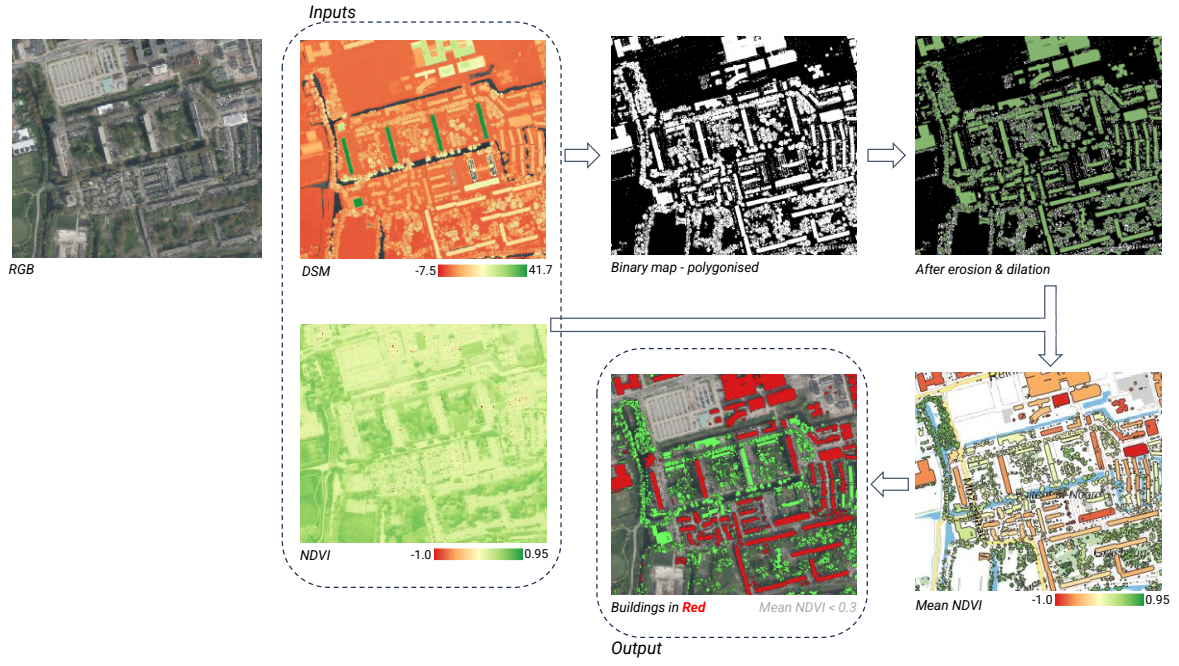 Inputs
RGB
DSM
-7.5
41.7
Binary map - polygonised
After erosion & dilation
NDVI
-1.0
0.95
Buildings in Red
Mean NDVI < 0.3
Mean NDVI
-1.0
0.95
Output